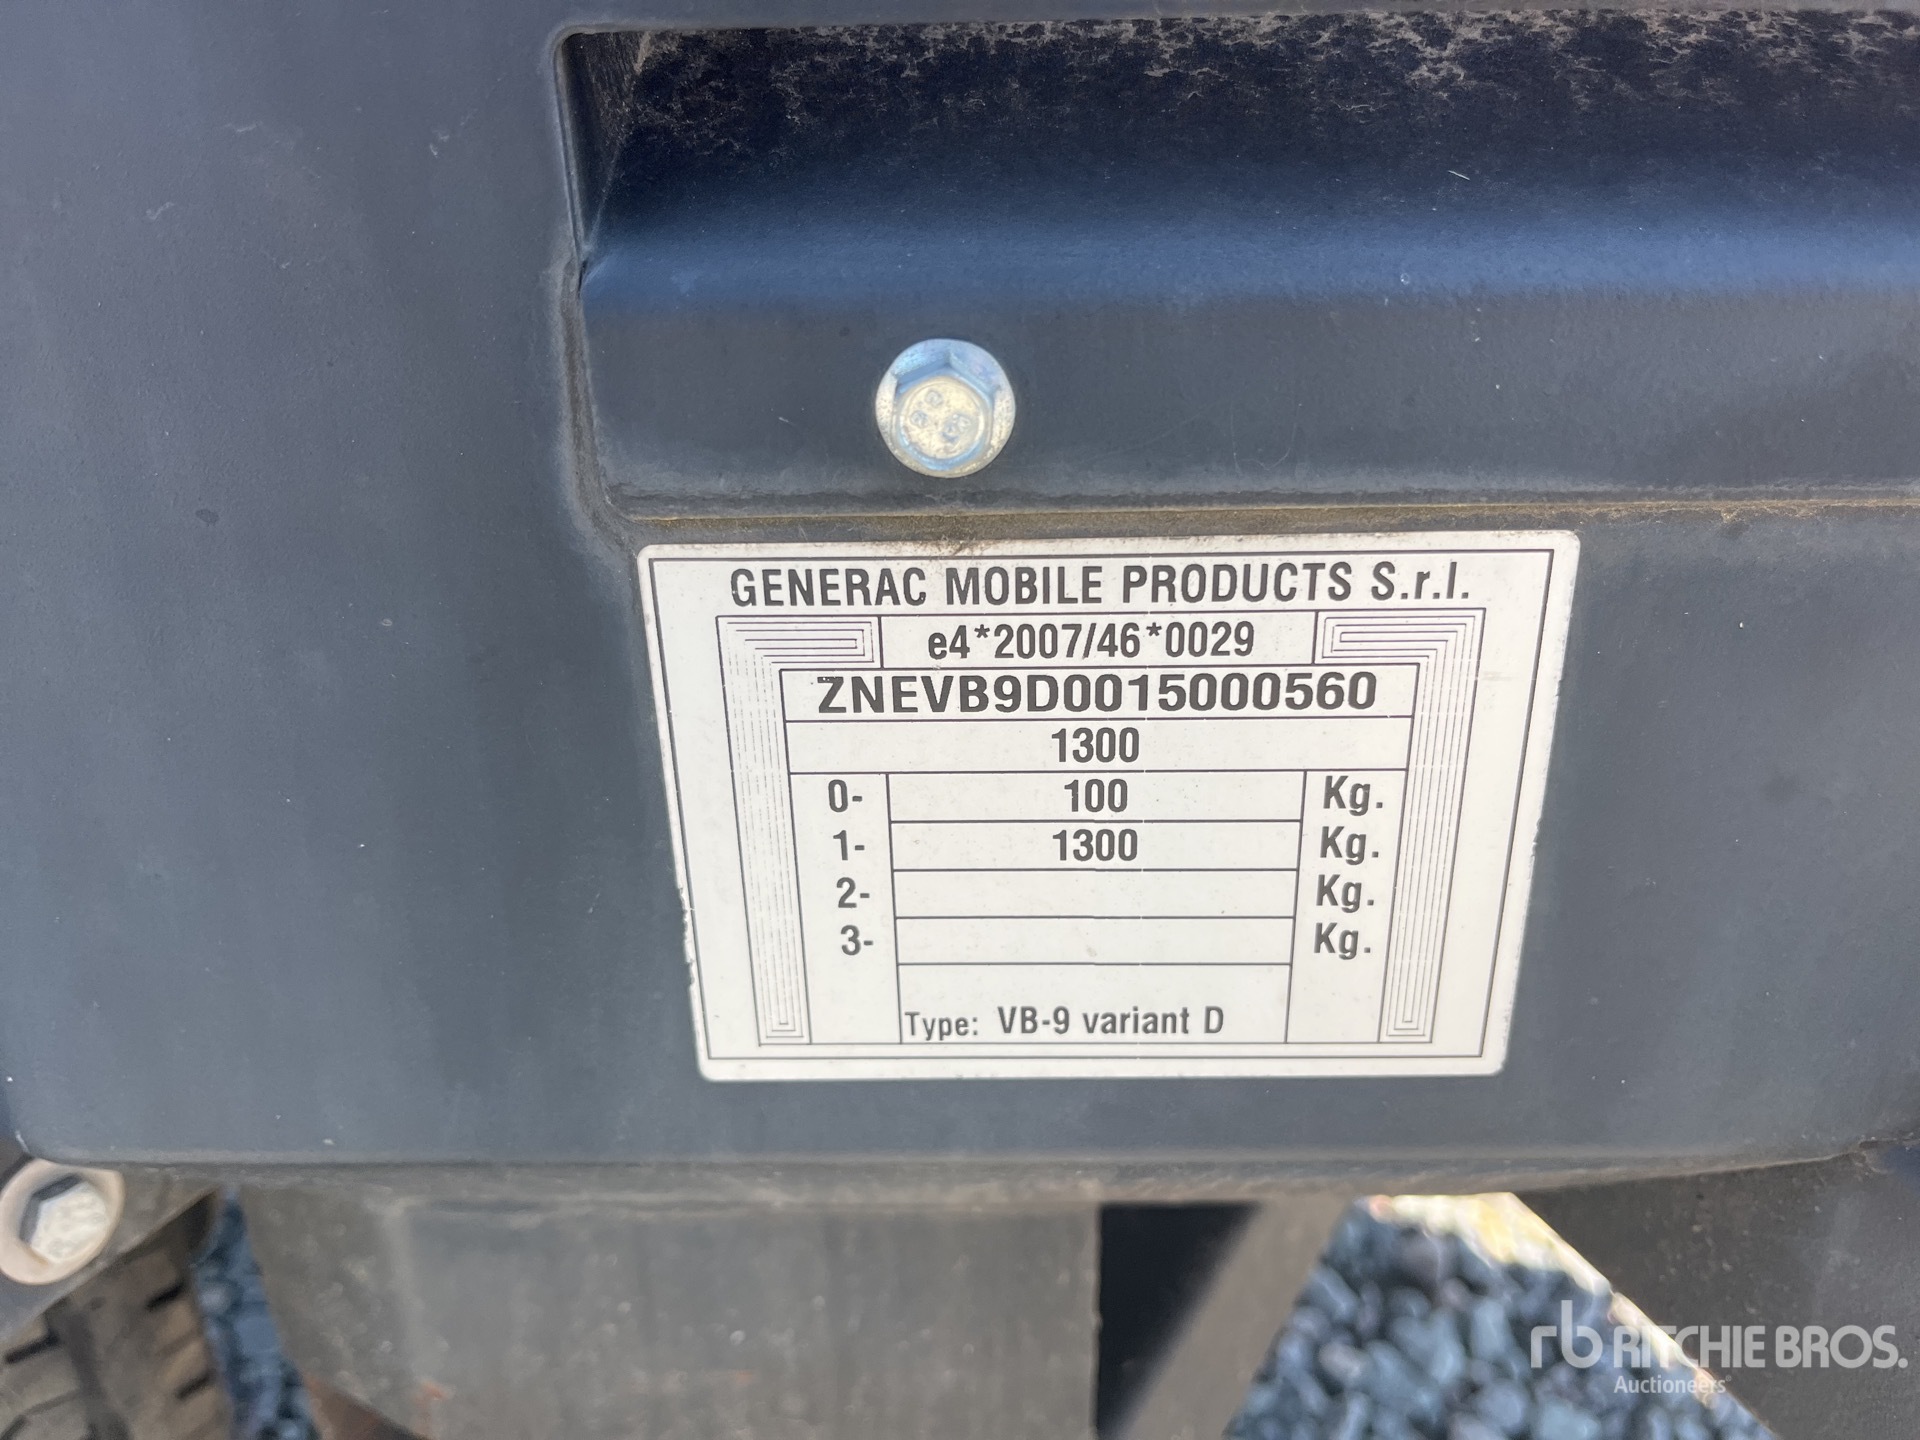 GENERAC MOBILE PRODUCTS S.r.l.
e4*2007/46*0029
ZNEVB9D0015000560
1300
0- 100 Kg.
1- 1300 Kg.
2- Kg.
3- Kg.
Type: VB-9 variant D
rb RITCHIE BROS.
Auctioneers